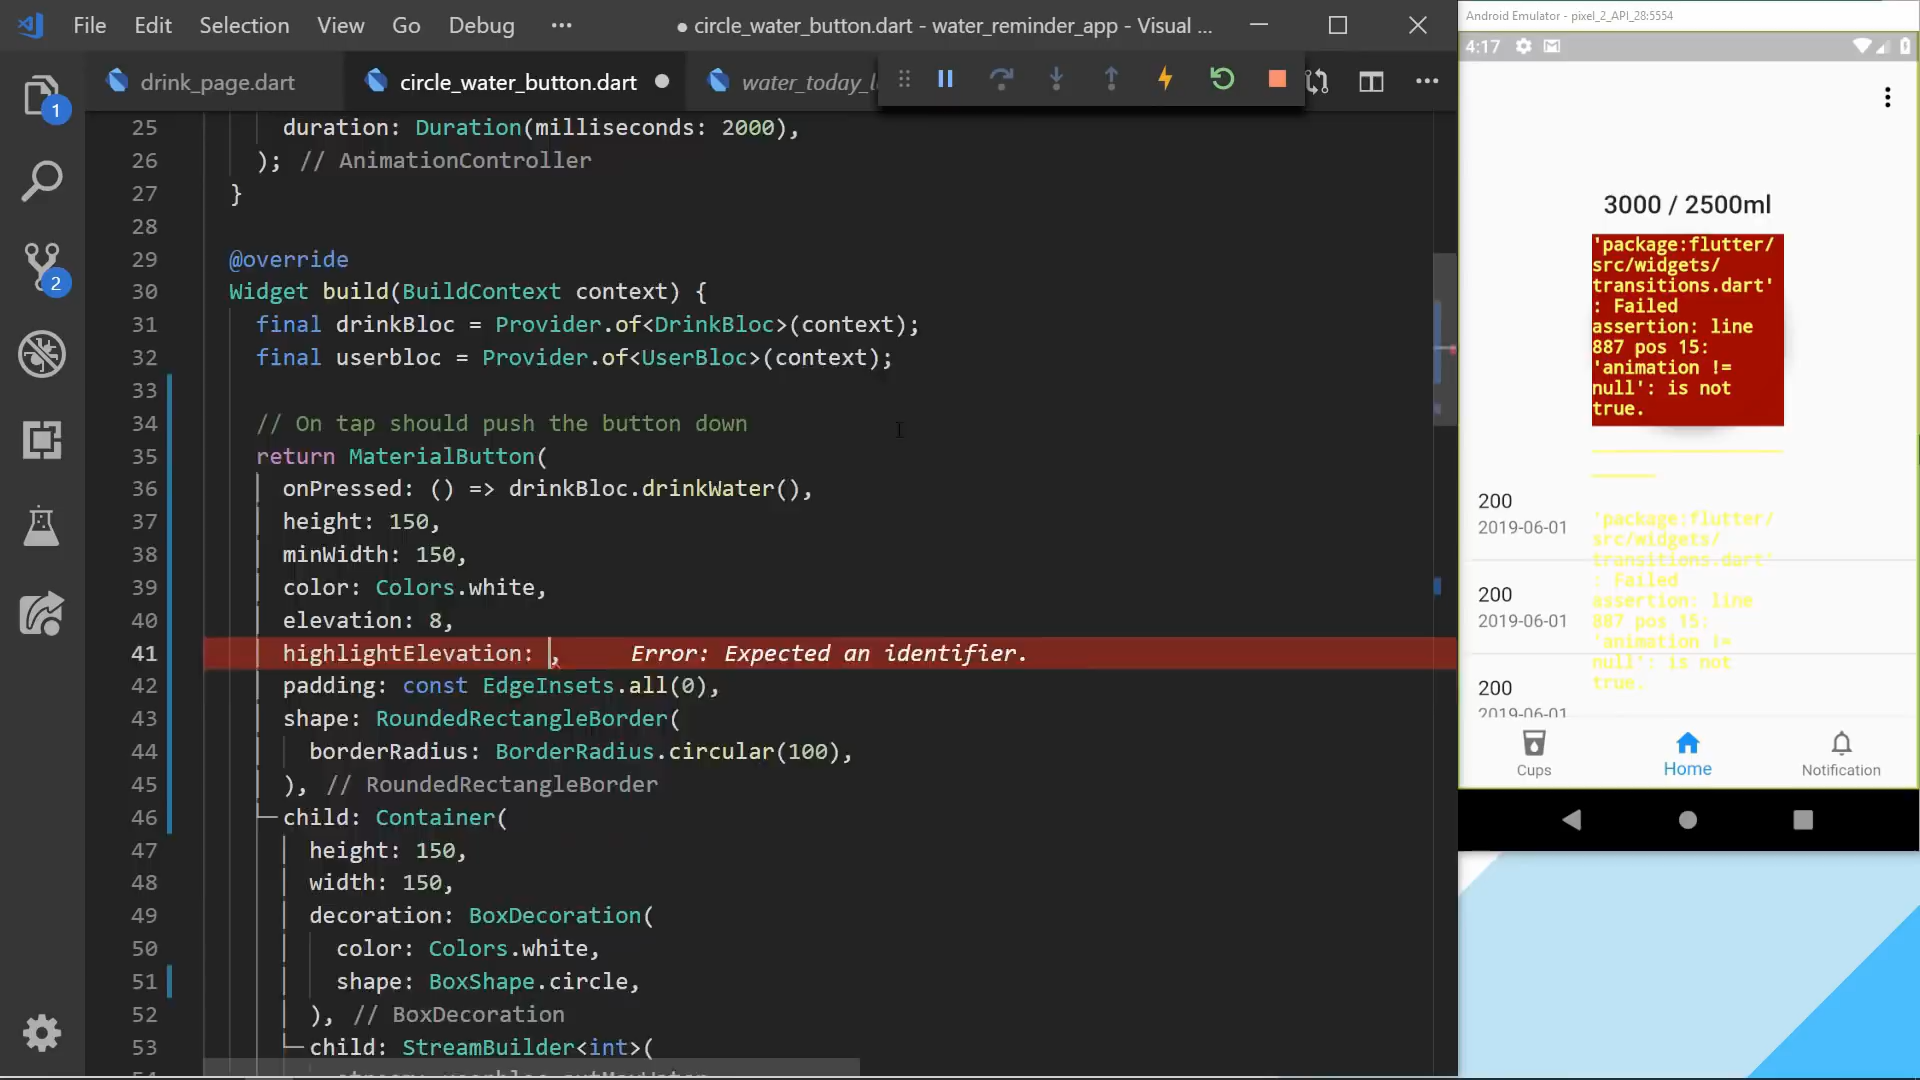 File Edit Selection View Go Debug ··· ● circle_water_button.dart - water_reminder_app - Visual ...
drink_page.dart circle_water_button.dart water_today_l
25 duration: Duration(milliseconds: 2000),
26 ); // AnimationController
27 }
28
29 @override
30 Widget build(BuildContext context) {
31 final drinkBloc = Provider.of<DrinkBloc>(context);
32 final userbloc = Provider.of<UserBloc>(context);
33
34 // On tap should push the button down
35 return MaterialButton(
36 onPressed: () => drinkBloc.drinkWater(),
37 height: 150,
38 minWidth: 150,
39 color: Colors.white,
40 elevation: 8,
41 highlightElevation: , Error: Expected an identifier.
42 padding: const EdgeInsets.all(0),
43 shape: RoundedRectangleBorder(
44 borderRadius: BorderRadius.circular(100),
45 ), // RoundedRectangleBorder
46 child: Container(
47 height: 150,
48 width: 150,
49 decoration: BoxDecoration(
50 color: Colors.white,
51 shape: BoxShape.circle,
52 ), // BoxDecoration
53 child: StreamBuilder<int>(
1
2
Android Emulator - pixel_2_API_28:5554
4:17
3000 / 2500ml
'package:flutter/
src/widgets/
transitions.dart'
: Failed
assertion: line
887 pos 15:
'animation !=
null': is not
true.
200
2019-06-01
200
2019-06-01
200
2019-06-01
'package:flutter/
src/widgets/
transitions.dart'
: Failed
assertion: line
887 pos 15:
'animation !=
null': is not
true.
Cups Home Notification